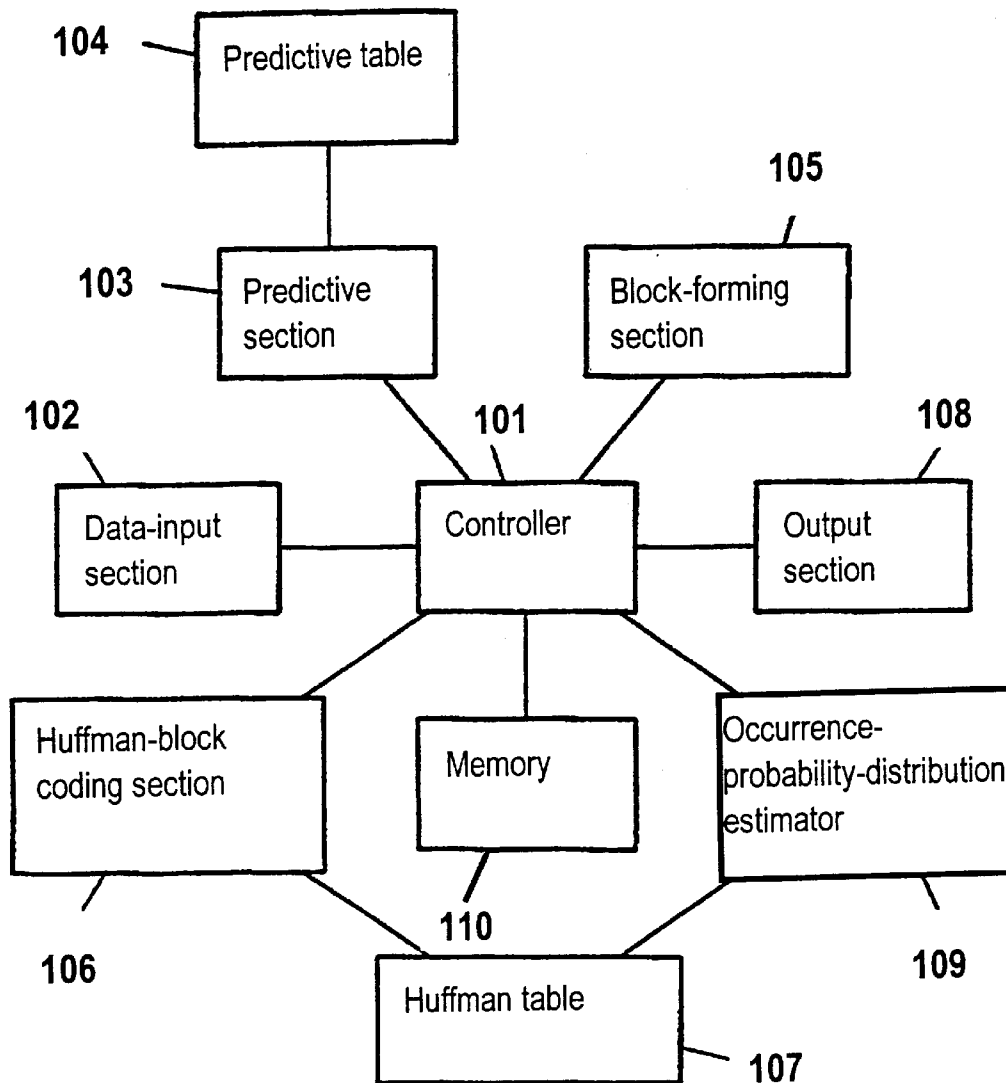 104
Predictive table
105
103
Predictive
section
Block-forming
section
102
101
108
Data-input
section
Controller
Output
section
Huffman-block
coding section
Memory
Occurrence-
probability-distribution
estimator
106
110
109
Huffman table
107